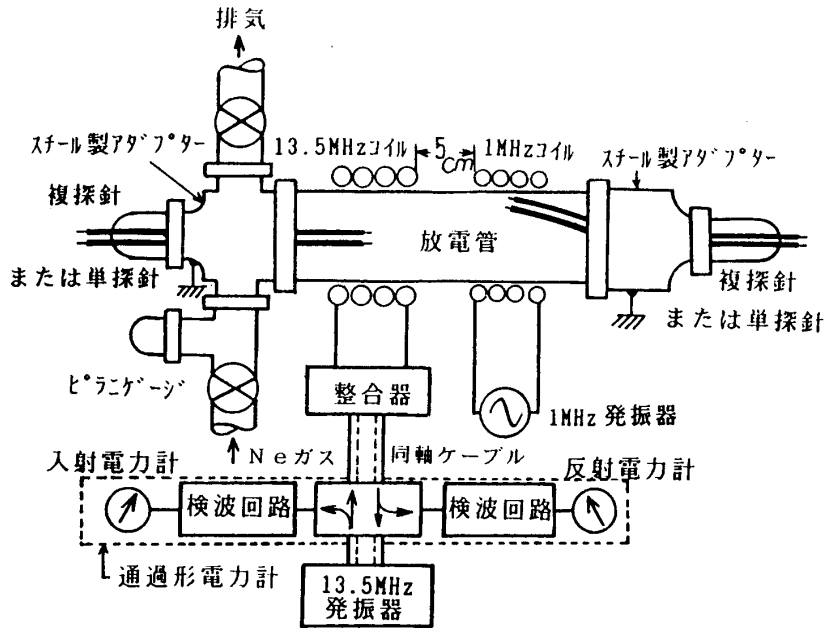 排気
スチール製アダプター
13.5MHzコイル
5
cm
1MHzコイル
スチール製アダプター
複探針
または単探針
放電管
複探針
または単探針
ピラニゲージ
整合器
1MHz発振器
Neガス
同軸ケーブル
入射電力計
反射電力計
検波回路
検波回路
通過形電力計
13.5MHz
発振器